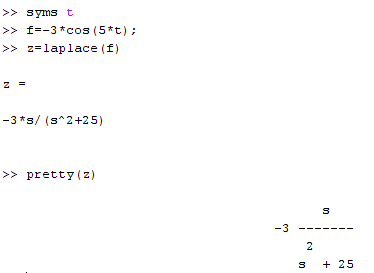 >> syms t
>> f=-3*cos(5*t);
>> z=laplace(f)
z =
-3*s/(s^2+25)
>> pretty(z)
s
-3 -------
2
s + 25